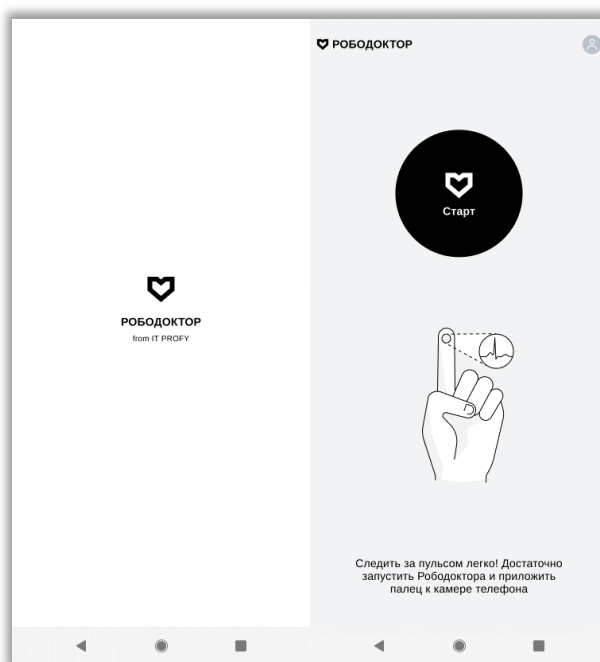 РОБОДОКТОР
from IT PROFY
РОБОДОКТОР
Старт
Следить за пульсом легко! Достаточно
запустить Рободоктора и приложить
палец к камере телефона